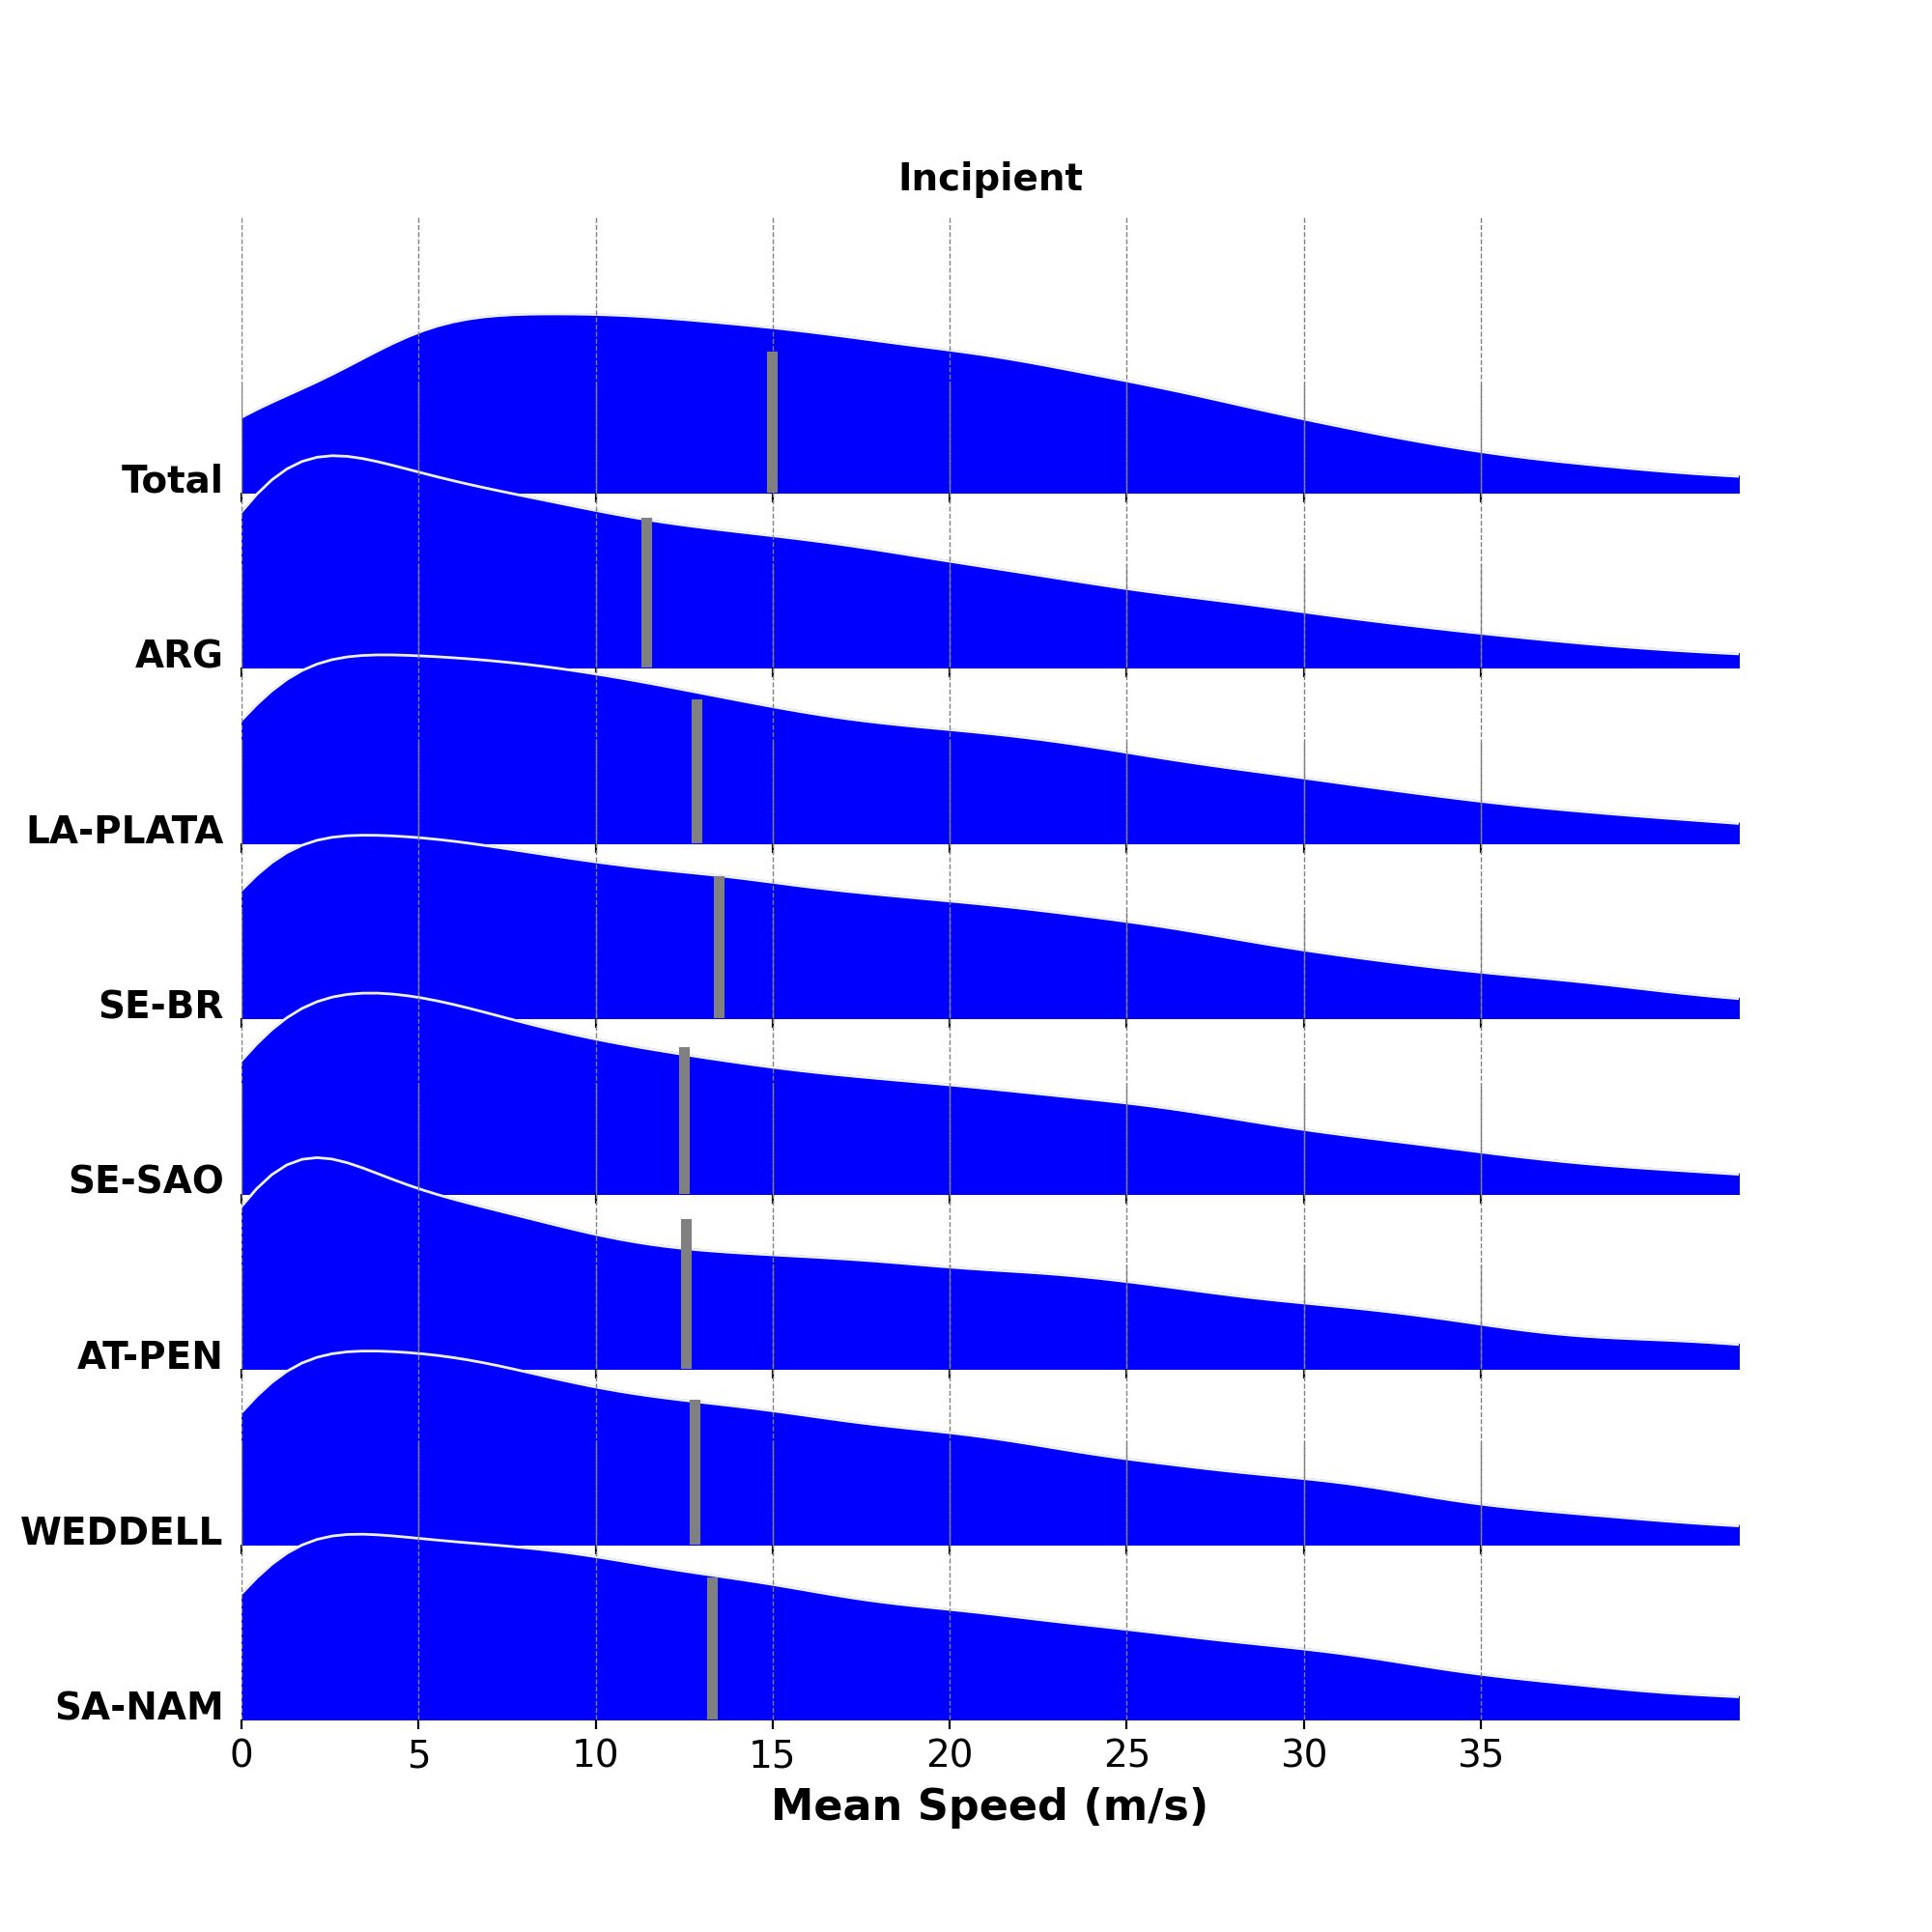 Incipient
Total
ARG
LA-PLATA
SE-BR
SE-SAO
AT-PEN
WEDDELL
SA-NAM
0 5 10 15 20 25 30 35
Mean Speed (m/s)